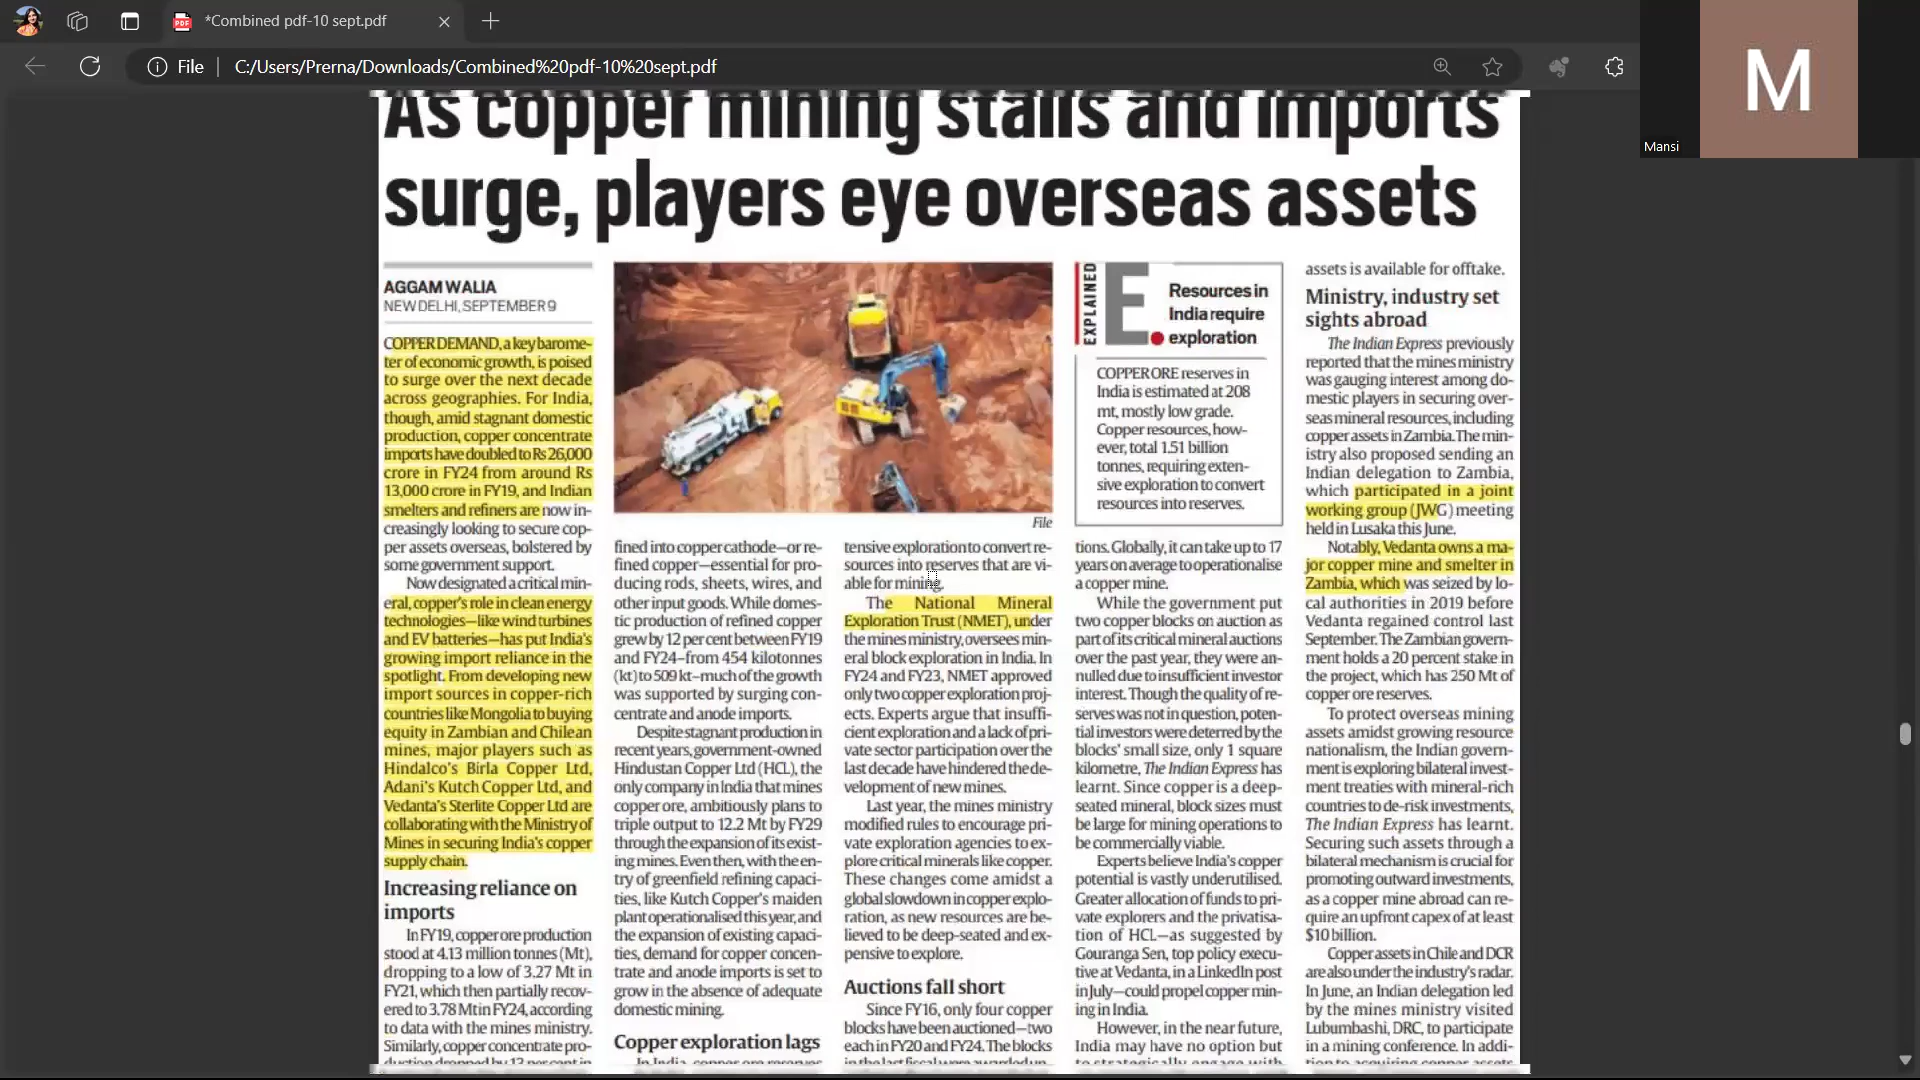 *Combined pdf-10 sept.pdf
File
C:/Users/Prerna/Downloads/Combined%20pdf-10%20sept.pdf
M
Mansi
As copper mining stalls and imports
surge, players eye overseas assets
AGGAM WALIA
NEW DELHI, SEPTEMBER 9
COPPER DEMAND, a key barome-
ter of economic growth, is poised
to surge over the next decade
across geographies. For India,
though, amid stagnant domestic
production, copper concentrate
imports have doubled to Rs 26,000
crore in FY24 from around Rs
13,000 crore in FY19, and Indian
smelters and refiners are now in-
creasingly looking to secure cop-
per assets overseas, bolstered by
some government support.
Now designated a critical min-
eral, copper's role in clean energy
technologies—like wind turbines
and EV batteries—has put India's
growing import reliance in the
spotlight. From developing new
import sources in copper-rich
countries like Mongolia to buying
equity in Zambian and Chilean
mines, major players such as
Hindalco's Birla Copper Ltd,
Adani's Kutch Copper Ltd, and
Vedanta's Sterlite Copper Ltd are
collaborating with the Ministry of
Mines in securing India's copper
supply chain.
Increasing reliance on
imports
In FY19, copper ore production
stood at 4.13 million tonnes (Mt),
dropping to a low of 3.27 Mt in
FY21, which then partially recov-
ered to 3.78 Mt in FY24, according
to data with the mines ministry.
Similarly, copper concentrate pro-
duction dropped by 13 per cent in
File
fined into copper cathode—or re-
fined copper—essential for pro-
ducing rods, sheets, wires, and
other input goods. While domes-
tic production of refined copper
grew by 12 per cent between FY19
and FY24–from 454 kilotonnes
(kt) to 509 kt–much of the growth
was supported by surging con-
centrate and anode imports.
Despite stagnant production in
recent years, government-owned
Hindustan Copper Ltd (HCL), the
only company in India that mines
copper ore, ambitiously plans to
triple output to 12.2 Mt by FY29
through the expansion of its exist-
ing mines. Even then, with the en-
try of greenfield refining capaci-
ties, like Kutch Copper's maiden
plant operationalised this year, and
the expansion of existing capaci-
ties, demand for copper concen-
trate and anode imports is set to
grow in the absence of adequate
domestic mining.
Copper exploration lags
In India, copper ore reserves
tensive exploration to convert re-
sources into reserves that are vi-
able for mining.
The National Mineral
Exploration Trust (NMET), under
the mines ministry, oversees min-
eral block exploration in India. In
FY24 and FY23, NMET approved
only two copper exploration proj-
ects. Experts argue that insuffi-
cient exploration and a lack of pri-
vate sector participation over the
last decade have hindered the de-
velopment of new mines.
Last year, the mines ministry
modified rules to encourage pri-
vate exploration agencies to ex-
plore critical minerals like copper.
These changes come amidst a
global slowdown in copper explo-
ration, as new resources are be-
lieved to be deep-seated and ex-
pensive to explore.
Auctions fall short
Since FY16, only four copper
blocks have been auctioned—two
each in FY20 and FY24. The blocks
in the last fiscal were awarded un-
EXPLAINED
E.
Resources in
India require
exploration
COPPER ORE reserves in
India is estimated at 208
mt, mostly low grade.
Copper resources, how-
ever, total 1.51 billion
tonnes, requiring exten-
sive exploration to convert
resources into reserves.
tions. Globally, it can take up to 17
years on average to operationalise
a copper mine.
While the government put
two copper blocks on auction as
part of its critical mineral auctions
over the past year, they were an-
nulled due to insufficient investor
interest. Though the quality of re-
serves was not in question, poten-
tial investors were deterred by the
blocks' small size, only 1 square
kilometre, The Indian Express has
learnt. Since copper is a deep-
seated mineral, block sizes must
be large for mining operations to
be commercially viable.
Experts believe India's copper
potential is vastly underutilised.
Greater allocation of funds to pri-
vate explorers and the privatisa-
tion of HCL—as suggested by
Gouranga Sen, top policy execu-
tive at Vedanta, in a LinkedIn post
in July—could propel copper min-
ing in India.
However, in the near future,
India may have no option but
to strategically engage with
assets is available for offtake.
Ministry, industry set
sights abroad
The Indian Express previously
reported that the mines ministry
was gauging interest among do-
mestic players in securing over-
seas mineral resources, including
copper assets in Zambia. The min-
istry also proposed sending an
Indian delegation to Zambia,
which participated in a joint
working group (JWG) meeting
held in Lusaka this June.
Notably, Vedanta owns a ma-
jor copper mine and smelter in
Zambia, which was seized by lo-
cal authorities in 2019 before
Vedanta regained control last
September. The Zambian govern-
ment holds a 20 percent stake in
the project, which has 250 Mt of
copper ore reserves.
To protect overseas mining
assets amidst growing resource
nationalism, the Indian govern-
ment is exploring bilateral invest-
ment treaties with mineral-rich
countries to de-risk investments,
The Indian Express has learnt.
Securing such assets through a
bilateral mechanism is crucial for
promoting outward investments,
as a copper mine abroad can re-
quire an upfront capex of at least
$10 billion.
Copper assets in Chile and DCR
are also under the industry's radar.
In June, an Indian delegation led
by the mines ministry visited
Lubumbashi, DRC, to participate
in a mining conference. In addi-
tion to acquiring copper assets